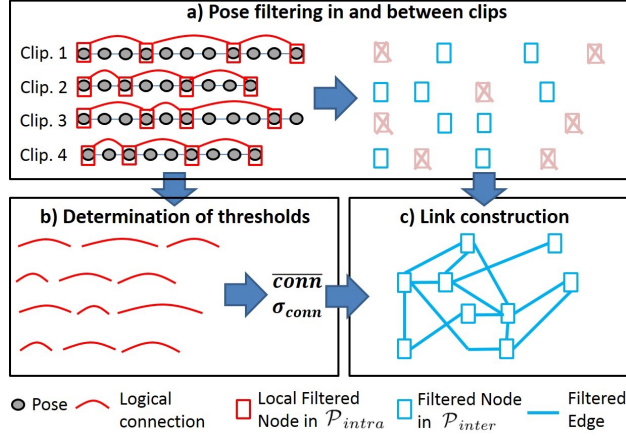 a) Pose filtering in and between clips
Clip. 1
Clip. 2
Clip. 3
Clip. 4
b) Determination of thresholds
c) Link construction
conn
σconn
Pose
Logical
connection
Local Filtered
Node in Pintra
Filtered Node
in Pinter
Filtered
Edge